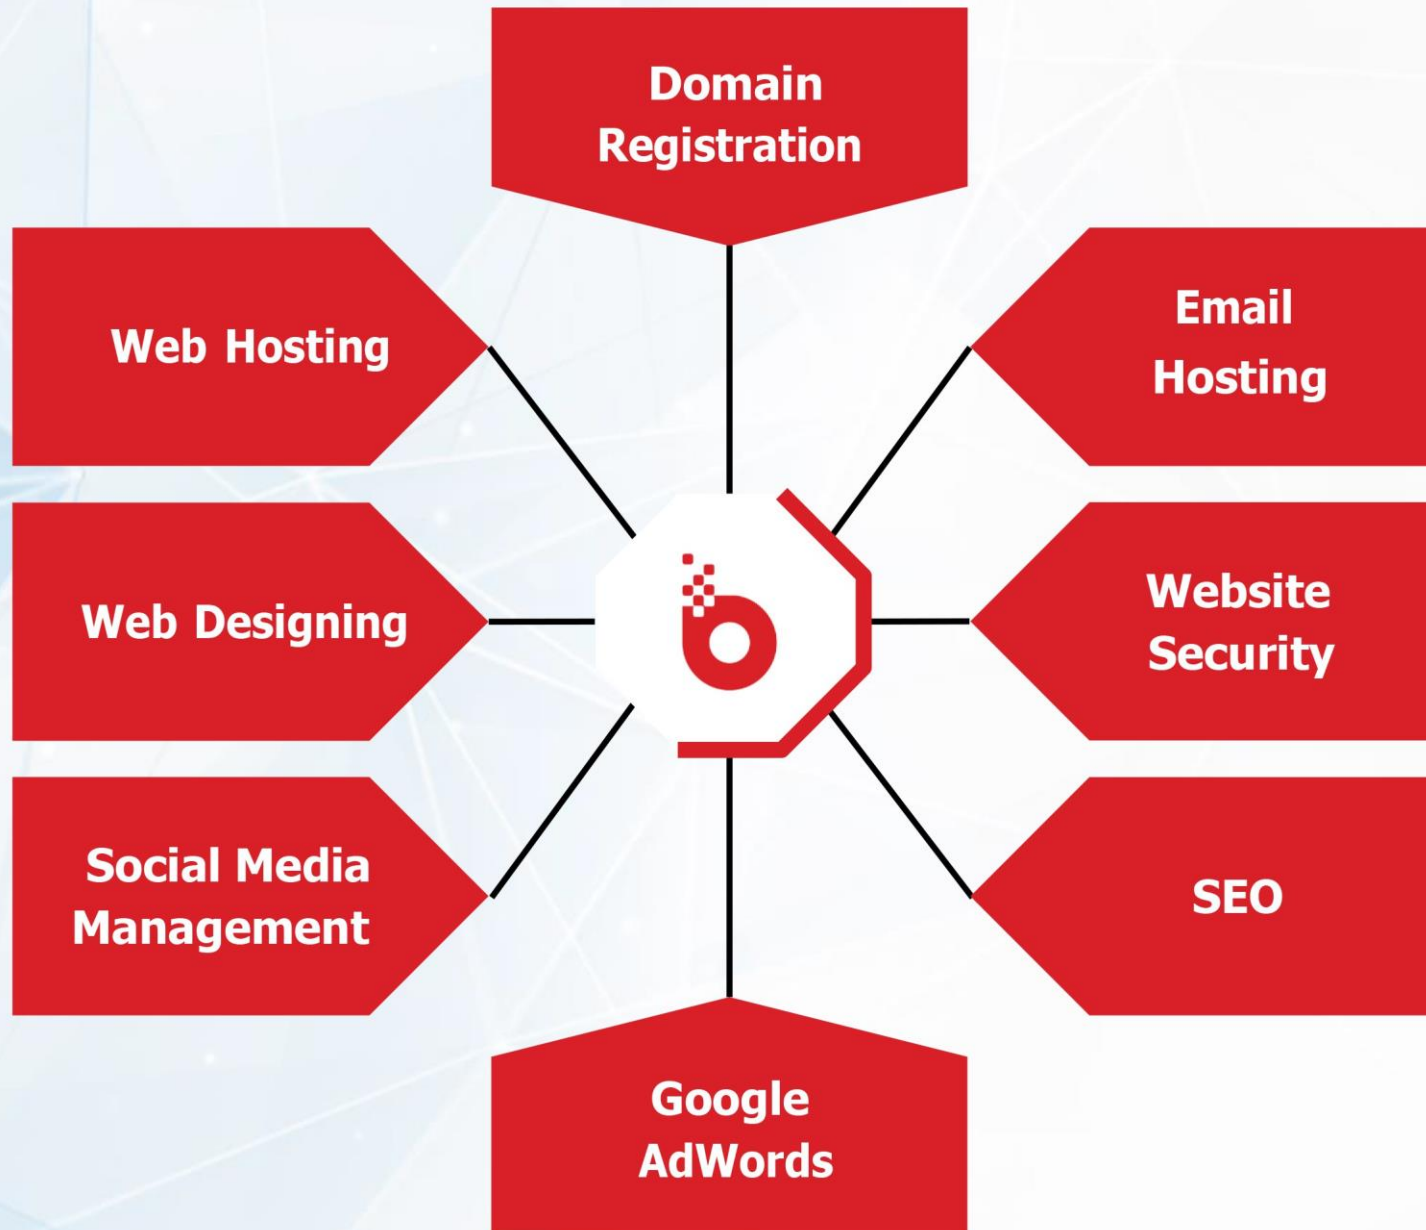 Domain
Registration
Web Hosting
Email
Hosting
Web Designing
Website
Security
Social Media
Management
SEO
Google
AdWords